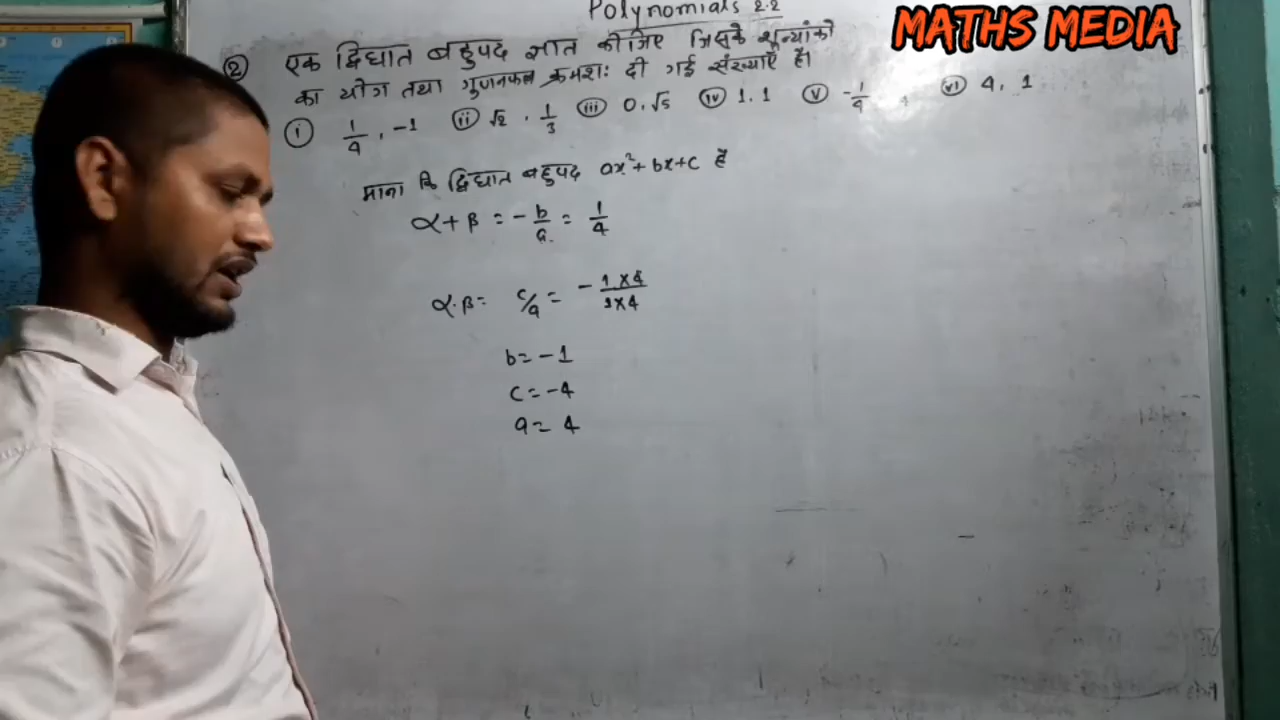 Polynomials 2.2
MATHS MEDIA
② एक द्विघात बहुपद ज्ञात कीजिए जिसके शून्यांको
का योग तथा गुणनफल क्रमशः दी गई संख्याएँ हैं।
(i) 1/4, -1 (ii) √2, 1/3 (iii) 0, √5 (iv) 1, 1 (v) -1/4, (vi) 4, 1
माना कि द्विघात बहुपद ax²+bx+c है
α+β = -b/a = 1/4
α·β = c/a = -1×4/1×4
b = -1
c = -4
a = 4